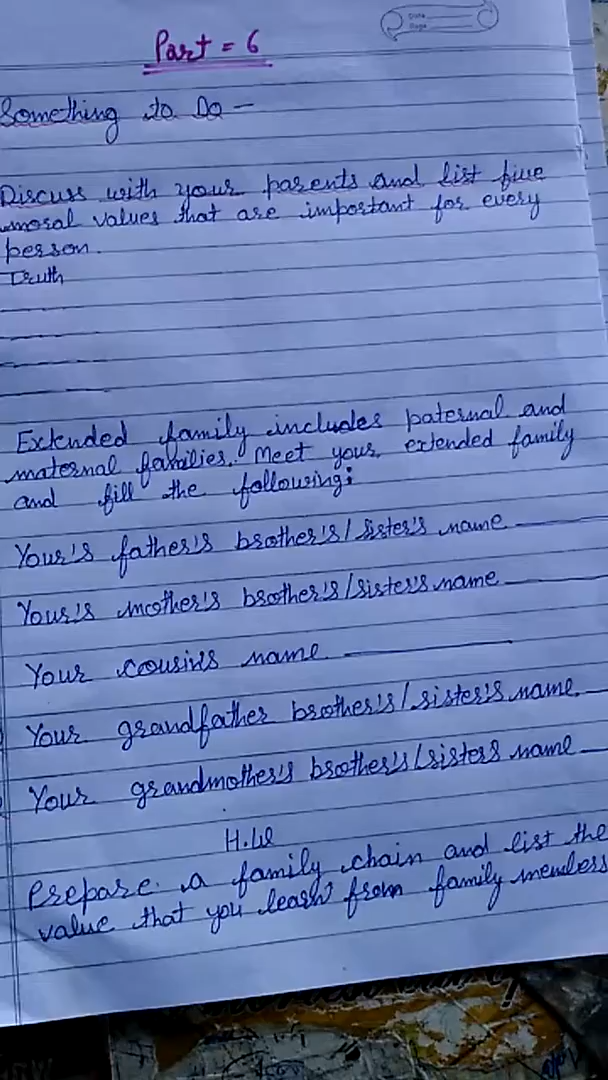 Date
Page
Part = 6
Something to Do -
Discuss with your parents and list five
moral values that are important for every
person.
Truth
Extended family includes paternal and
maternal families. Meet your extended family
and fill the following:
Your's father's brother's/sister's name
Your's mother's brother's/sister's name
Your cousin's name
Your grandfather brother's/sister's name.
Your grandmother's brother's/sister's name
H.W
Prepare a family chain and list the
value that you learn from family members